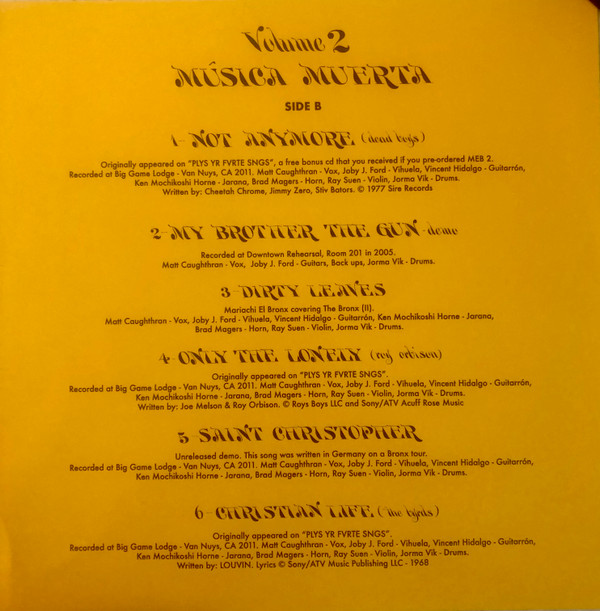 Volume 2
MÚSICA MUERTA
SIDE B
1- NOT ANYMORE (dead boys)
Originally appeared on "PLYS YR FVRTE SNGS", a free bonus cd that you received if you pre-ordered MEB 2.
Recorded at Big Game Lodge - Van Nuys, CA 2011. Matt Caughthran - Vox, Joby J. Ford - Vihuela, Vincent Hidalgo - Guitarrón,
Ken Mochikoshi Horne - Jarana, Brad Magers - Horn, Ray Suen - Violin, Jorma Vik - Drums.
Written by: Cheetah Chrome, Jimmy Zero, Stiv Bators. © 1977 Sire Records
2-MY BROTHER THE GUN-demo
Recorded at Downtown Rehearsal, Room 201 in 2005.
Matt Caughthran - Vox, Joby J. Ford - Guitars, Back ups, Jorma Vik - Drums.
3-DIRTY LEAVES
Mariachi El Bronx covering The Bronx (II).
Matt Caughthran - Vox, Joby J. Ford - Vihuela, Vincent Hidalgo - Guitarrón, Ken Mochikoshi Horne - Jarana,
Brad Magers - Horn, Ray Suen - Violin, Jorma Vik - Drums.
4-ONLY THE LONELY (roy orbison)
Originally appeared on "PLYS YR FVRTE SNGS".
Recorded at Big Game Lodge - Van Nuys, CA 2011. Matt Caughthran - Vox, Joby J. Ford - Vihuela, Vincent Hidalgo - Guitarrón,
Ken Mochikoshi Horne - Jarana, Brad Magers - Horn, Ray Suen - Violin, Jorma Vik - Drums.
Written by: Joe Melson & Roy Orbison. © Roys Boys LLC and Sony/ATV Acuff Rose Music
5 SAINT CHRISTOPHER
Unreleased demo. This song was written in Germany on a Bronx tour.
Recorded at Big Game Lodge - Van Nuys, CA 2011. Matt Caughthran - Vox, Joby J. Ford - Vihuela, Vincent Hidalgo - Guitarrón,
Ken Mochikoshi Horne - Jarana, Brad Magers - Horn, Ray Suen - Violin, Jorma Vik - Drums.
6-CHRISTIAN LIFE (the byrds)
Originally appeared on "PLYS YR FVRTE SNGS".
Recorded at Big Game Lodge - Van Nuys, CA 2011. Matt Caughthran - Vox, Joby J. Ford - Vihuela, Vincent Hidalgo - Guitarrón,
Ken Mochikoshi Horne - Jarana, Brad Magers - Horn, Ray Suen - Violin, Jorma Vik - Drums.
Written by: LOUVIN. Lyrics © Sony/ATV Music Publishing LLC - 1968